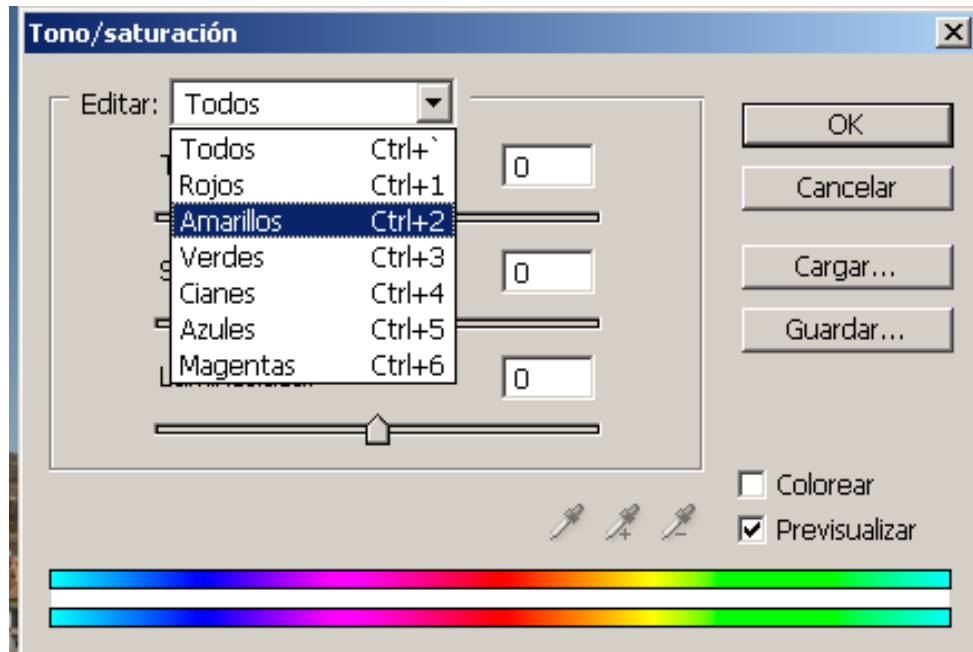 Tono/saturación
Editar: Todos
Todos Ctrl+`
Rojos Ctrl+1
Amarillos Ctrl+2
Verdes Ctrl+3
Cianes Ctrl+4
Azules Ctrl+5
Magentas Ctrl+6
0
0
0
OK
Cancelar
Cargar...
Guardar...
Colorear
Previsualizar